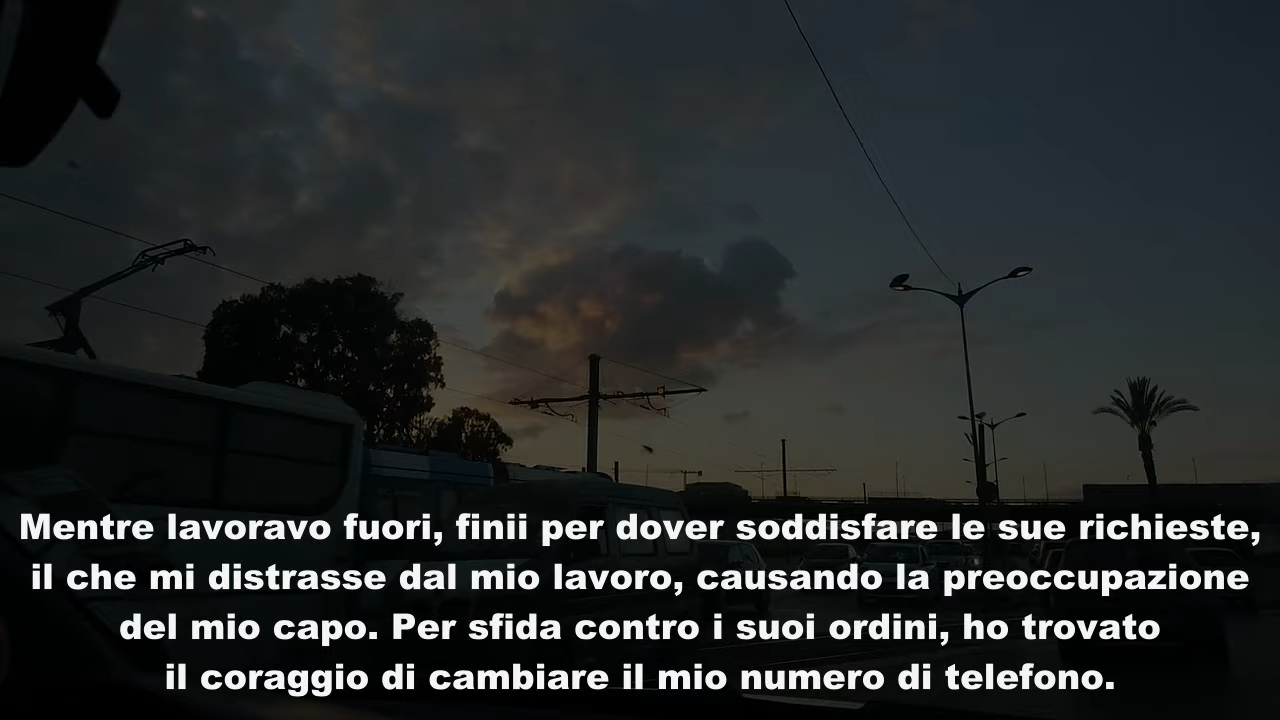 Mentre lavoravo fuori, finii per dover soddisfare le sue richieste,
il che mi distrasse dal mio lavoro, causando la preoccupazione
del mio capo. Per sfida contro i suoi ordini, ho trovato
il coraggio di cambiare il mio numero di telefono.